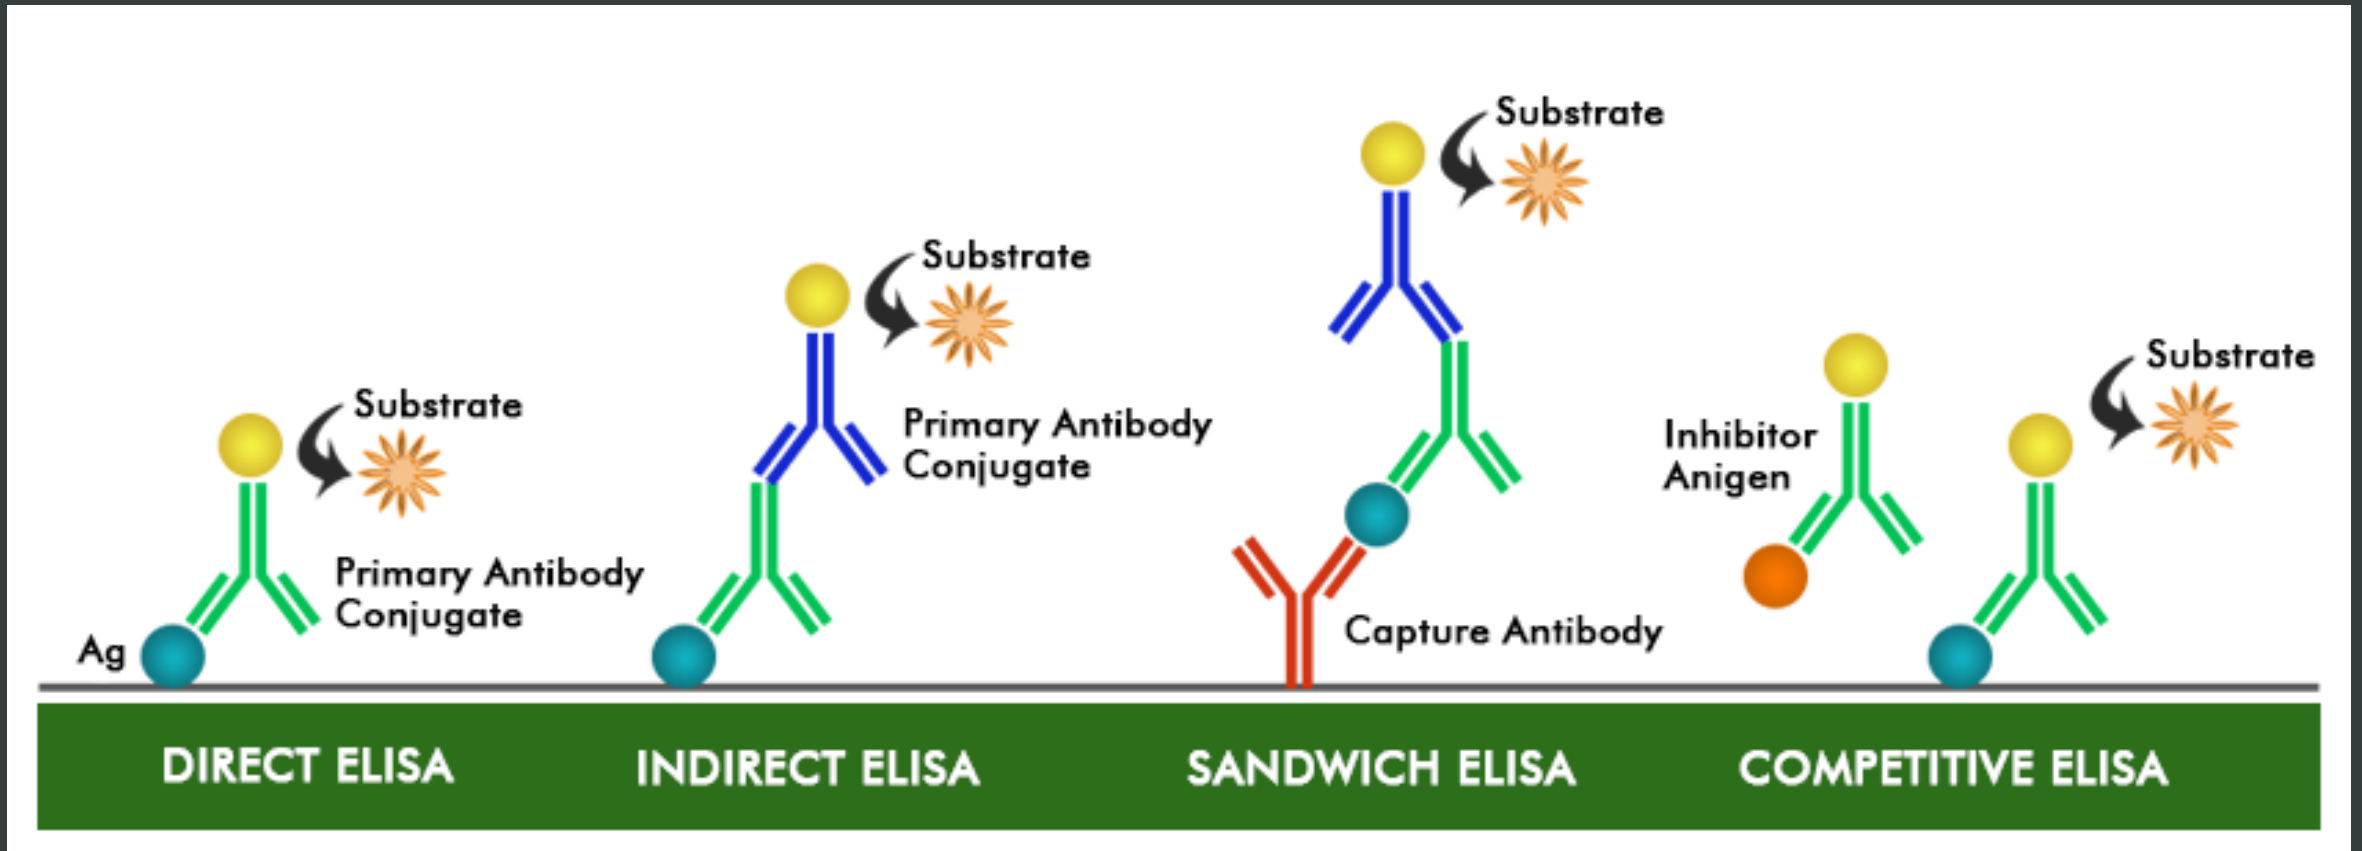 Substrate
Primary Antibody
Conjugate
Ag
DIRECT ELISA
Substrate
Primary Antibody
Conjugate
INDIRECT ELISA
Substrate
Capture Antibody
SANDWICH ELISA
Inhibitor
Anigen
Substrate
COMPETITIVE ELISA